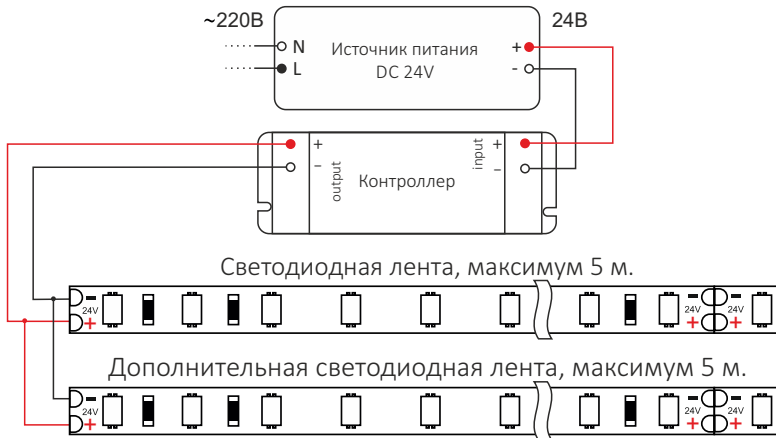 ~220В
24В
N
Источник питания
+
L
DC 24V
-
+
+
–
output
Контроллер
input
–
Светодиодная лента, максимум 5 м.
-
24V
+
- -
24V 24V
+ +
Дополнительная светодиодная лента, максимум 5 м.
-
24V
+
- -
24V 24V
+ +